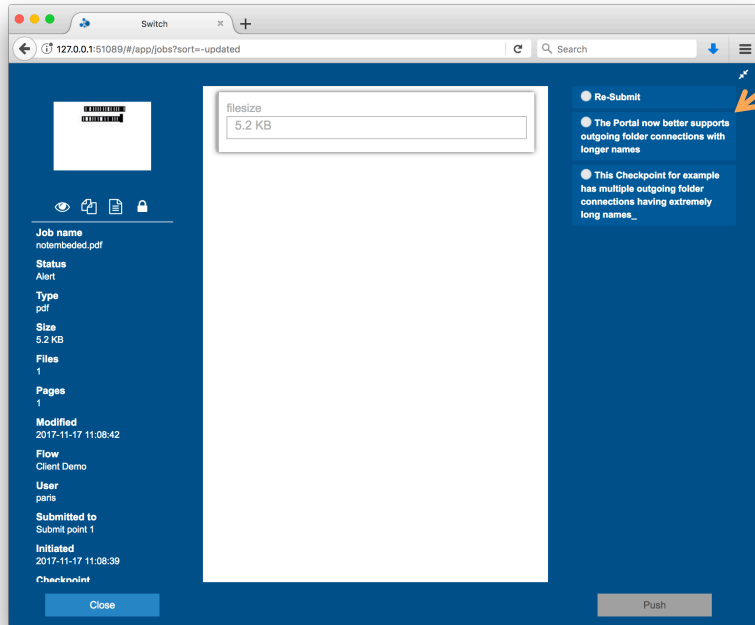 Switch
127.0.0.1:51089/#/app/jobs?sort=-updated
Search
Job name
notembeded.pdf
Status
Alert
Type
pdf
Size
5.2 KB
Files
1
Pages
1
Modified
2017-11-17 11:08:42
Flow
Client Demo
User
paris
Submitted to
Submit point 1
Initiated
2017-11-17 11:08:39
Checkpoint
Close
filesize
5.2 KB
Re-Submit
The Portal now better supports
outgoing folder connections with
longer names
This Checkpoint for example
has multiple outgoing folder
connections having extremely
long names_
Push